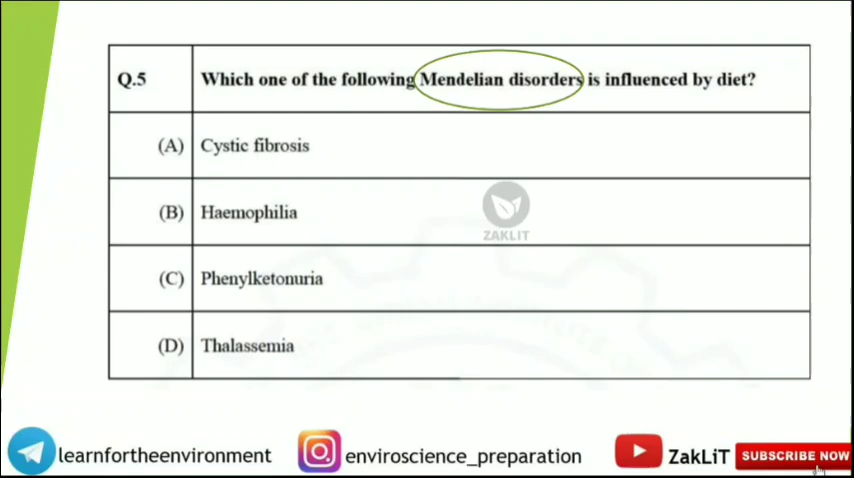 Q.5 Which one of the following Mendelian disorders is influenced by diet?
(A) Cystic fibrosis
(B) Haemophilia
ZAKLIT
(C) Phenylketonuria
(D) Thalassemia
learnfortheenvironment enviroscience_preparation ZakLiT SUBSCRIBE NOW